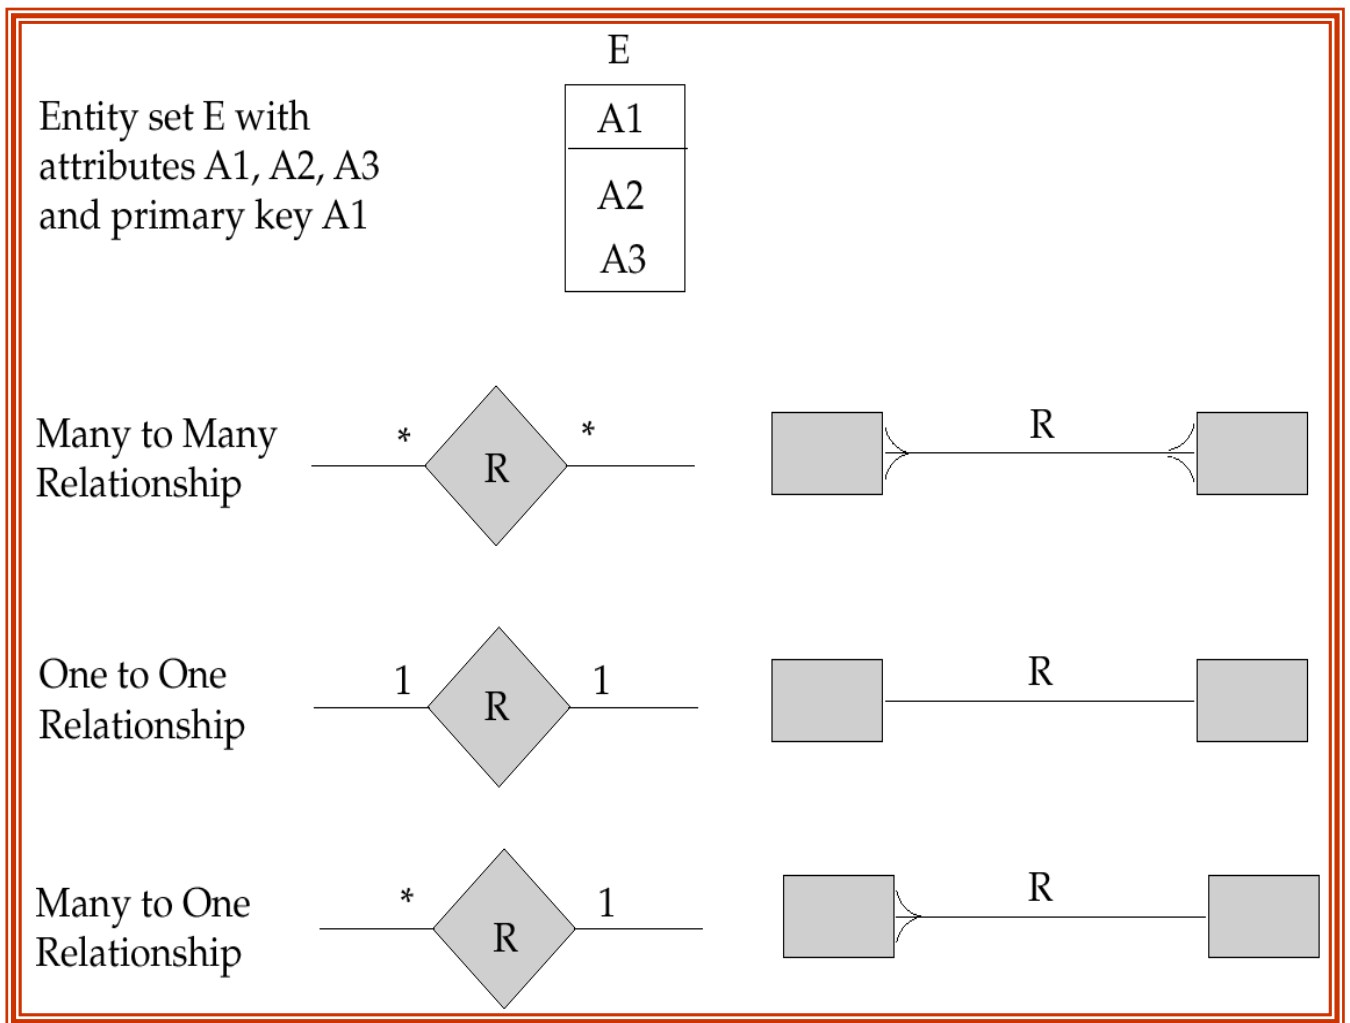 E
Entity set E with
attributes A1, A2, A3
and primary key A1
A1
A2
A3
Many to Many
Relationship
*
R
*
R
One to One
Relationship
1
R
1
R
Many to One
Relationship
*
R
1
R